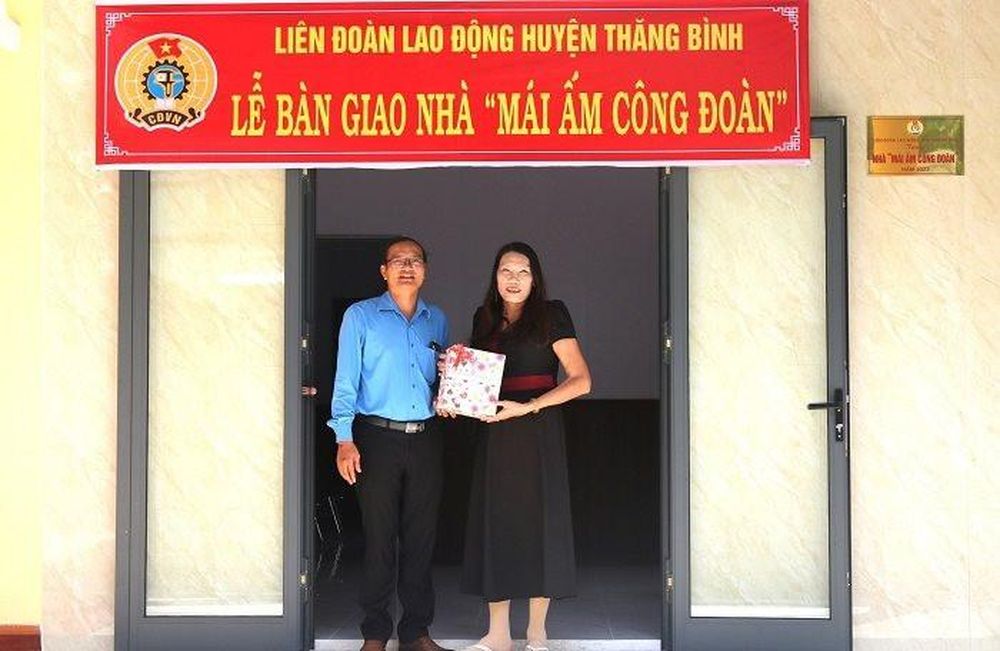 LIÊN ĐOÀN LAO ĐỘNG HUYỆN THĂNG BÌNH
LỄ BÀN GIAO NHÀ “MÁI ẤM CÔNG ĐOÀN”
CĐVN
NHÀ "MÁI ẤM CÔNG ĐOÀN"